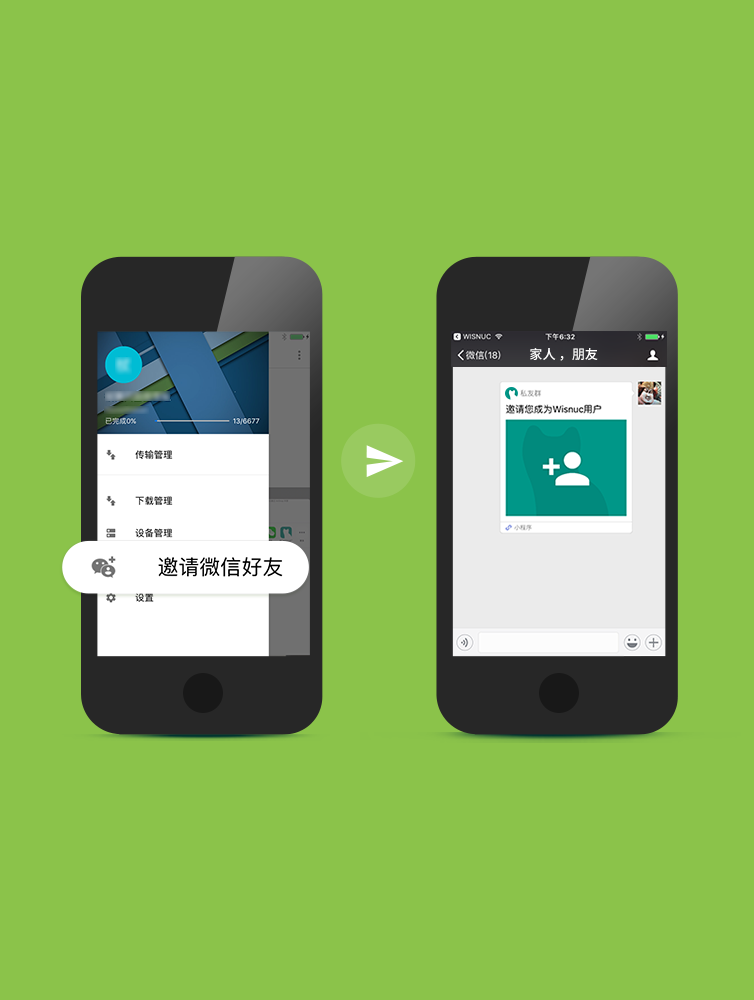 已完成0%
13/6677
传输管理
下载管理
设备管理
邀请微信好友
设置
WISNUC
下午6:32
微信(18)
家人 ，朋友
私友群
邀请您成为Wisnuc用户
小程序